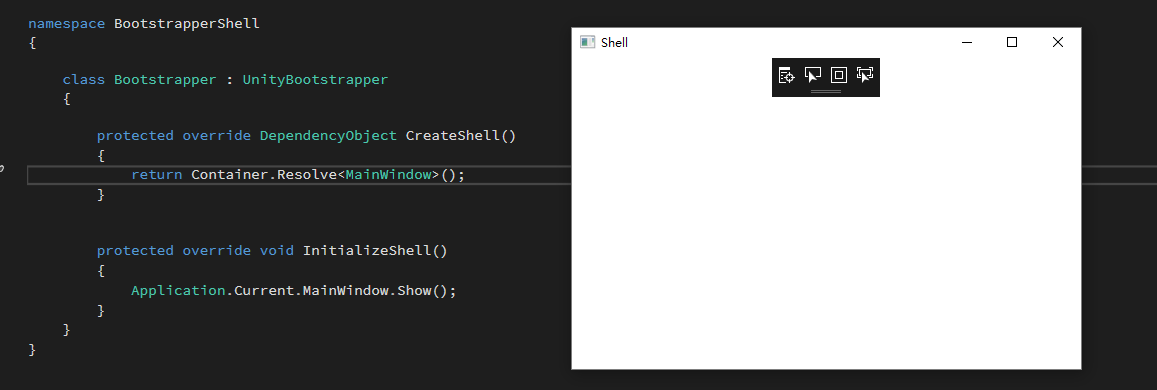 namespace BootstrapperShell
{
class Bootstrapper : UnityBootstrapper
{
protected override DependencyObject CreateShell()
{
return Container.Resolve<MainWindow>();
}
protected override void InitializeShell()
{
Application.Current.MainWindow.Show();
}
}
}
Shell